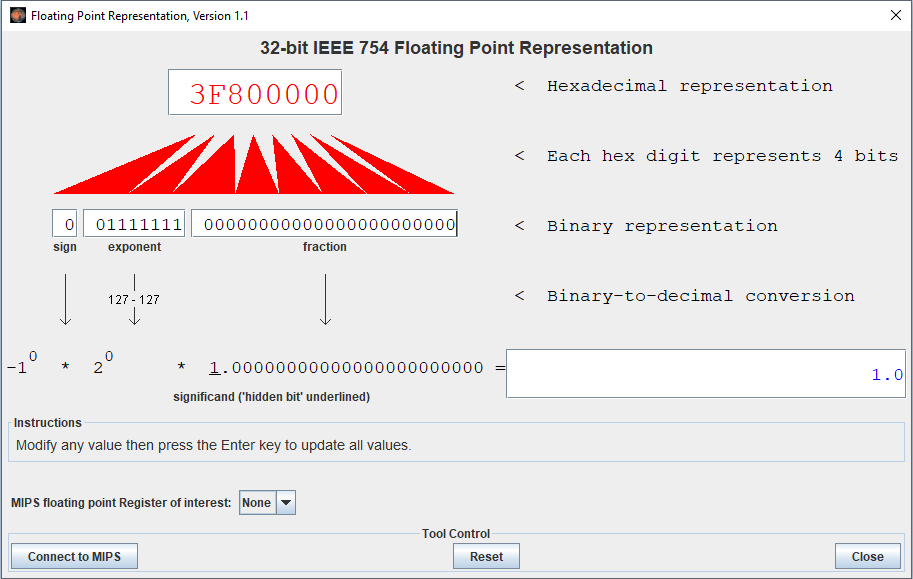 Floating Point Representation, Version 1.1
32-bit IEEE 754 Floating Point Representation
3F800000 < Hexadecimal representation
< Each hex digit represents 4 bits
0 01111111 00000000000000000000000 < Binary representation
sign exponent fraction
127 - 127 < Binary-to-decimal conversion
-1^0 * 2^0 * 1.00000000000000000000000 = 1.0
significand ('hidden bit' underlined)
Instructions
Modify any value then press the Enter key to update all values.
MIPS floating point Register of interest: None
Tool Control
Connect to MIPS Reset Close